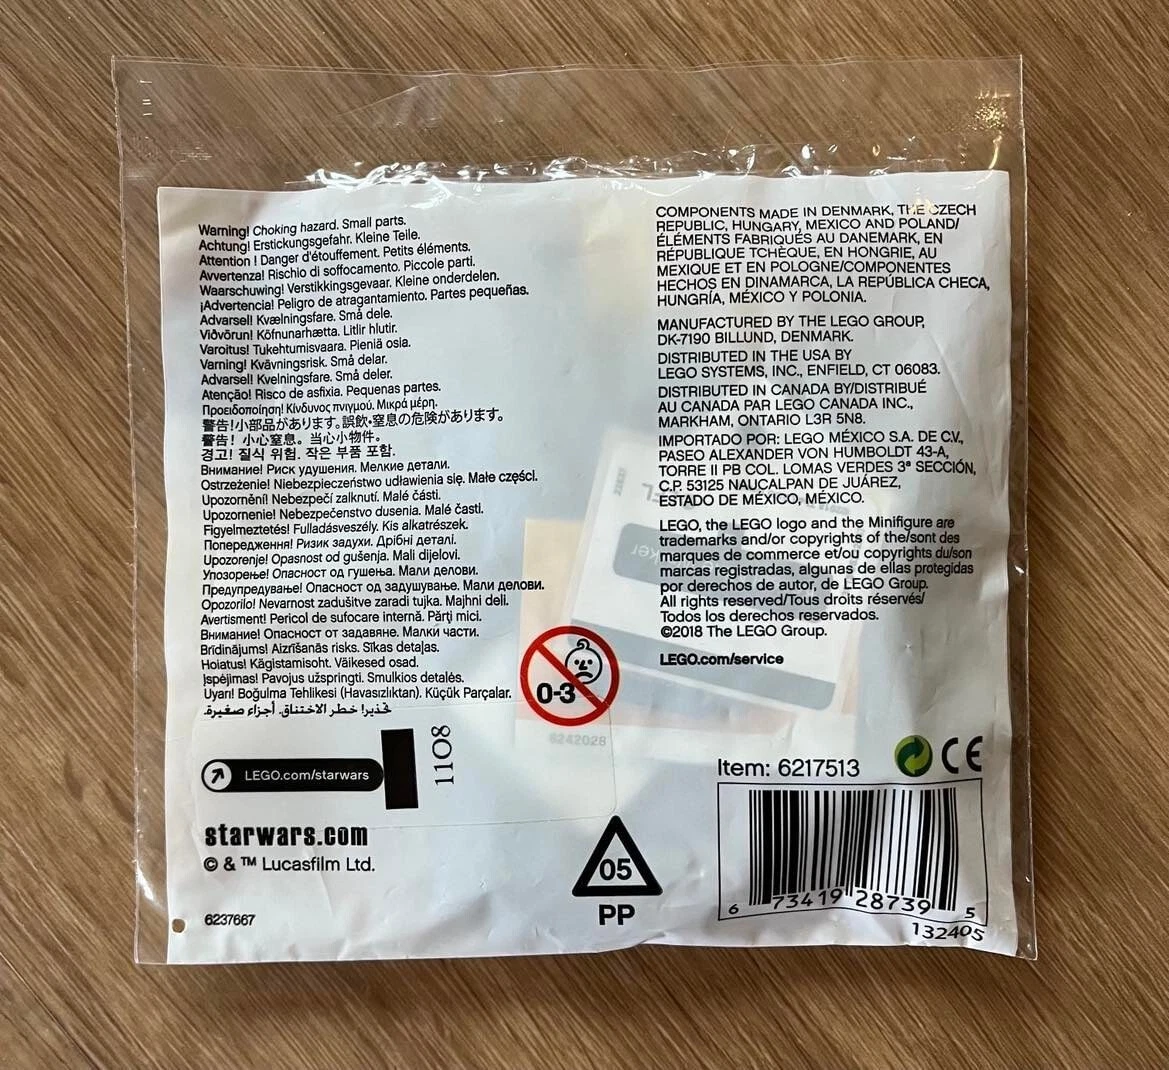 Warning! Choking hazard. Small parts.
Achtung! Erstickungsgefahr. Kleine Teile.
Attention ! Danger d'étouffement. Petits éléments.
Avvertenza! Rischio di soffocamento. Piccole parti.
Waarschuwing! Verstikkingsgevaar. Kleine onderdelen.
¡Advertencia! Peligro de atragantamiento. Partes pequeñas.
Advarsel! Kvælningsfare. Små dele.
Viðvörun! Köfnunarhætta. Litlir hlutir.
Varoitus! Tukehtumisvaara. Pieniä osia.
Varning! Kvävningsrisk. Små delar.
Advarsel! Kvelningsfare. Små deler.
Atenção! Risco de asfixia. Pequenas partes.
Προειδοποίηση! Κίνδυνος πνιγμού. Μικρά μέρη.
警告!小部品があります。誤飲・窒息の危険があります。
警告! 小心窒息。当心小物件。
경고! 질식 위험. 작은 부품 포함.
Внимание! Риск удушения. Мелкие детали.
Ostrzeżenie! Niebezpieczeństwo udławienia się. Małe części.
Upozornění! Nebezpečí zalknutí. Malé části.
Upozornenie! Nebezpečenstvo dusenia. Malé časti.
Figyelmeztetés! Fulladásveszély. Kis alkatrészek.
Попередження! Ризик задухи. Дрібні деталі.
Upozorenje! Opasnost od gušenja. Mali dijelovi.
Упозорење! Опасност од гушења. Мали делови.
Предупредување! Опасност од задушување. Мали делови.
Opozorilo! Nevarnost zadušitve zaradi tujka. Majhni deli.
Avertisment! Pericol de sufocare internă. Părţi mici.
Внимание! Опасност от задавяне. Малки части.
Brīdinājums! Aizrīšanās risks. Sīkas detaļas.
Hoiatus! Kägistamisoht. Väikesed osad.
Įspėjimas! Pavojus užspringti. Smulkios detalės.
Uyarı! Boğulma Tehlikesi (Havasızlıktan). Küçük Parçalar.
تحذير! خطر الاختناق. أجزاء صغيرة.
0-3
LEGO.com/starwars
11O8
starwars.com
© & ™ Lucasfilm Ltd.
6237667
6242028
05
PP
COMPONENTS MADE IN DENMARK, THE CZECH
REPUBLIC, HUNGARY, MEXICO AND POLAND/
ÉLÉMENTS FABRIQUÉS AU DANEMARK, EN
RÉPUBLIQUE TCHÈQUE, EN HONGRIE, AU
MEXIQUE ET EN POLOGNE/COMPONENTES
HECHOS EN DINAMARCA, LA REPÚBLICA CHECA,
HUNGRÍA, MÉXICO Y POLONIA.
MANUFACTURED BY THE LEGO GROUP,
DK-7190 BILLUND, DENMARK.
DISTRIBUTED IN THE USA BY
LEGO SYSTEMS, INC., ENFIELD, CT 06083.
DISTRIBUTED IN CANADA BY/DISTRIBUÉ
AU CANADA PAR LEGO CANADA INC.,
MARKHAM, ONTARIO L3R 5N8.
IMPORTADO POR: LEGO MÉXICO S.A. DE C.V.,
PASEO ALEXANDER VON HUMBOLDT 43-A,
TORRE II PB COL. LOMAS VERDES 3ª SECCIÓN,
C.P. 53125 NAUCALPAN DE JUÁREZ,
ESTADO DE MÉXICO, MÉXICO.
LEGO, the LEGO logo and the Minifigure are
trademarks and/or copyrights of the/sont des
marques de commerce et/ou copyrights du/son
marcas registradas, algunas de ellas protegidas
por derechos de autor, de LEGO Group.
All rights reserved/Tous droits réservés/
Todos los derechos reservados.
©2018 The LEGO Group.
LEGO.com/service
Item: 6217513
CE
6 73419 28739 5
132405